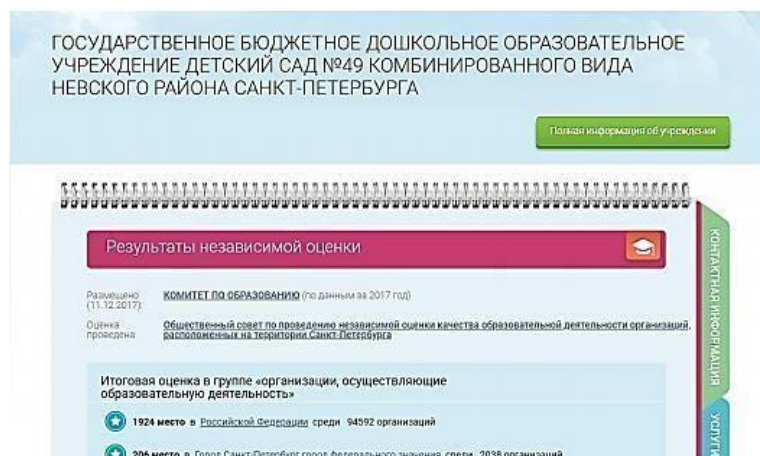 ГОСУДАРСТВЕННОЕ БЮДЖЕТНОЕ ДОШКОЛЬНОЕ ОБРАЗОВАТЕЛЬНОЕ
УЧРЕЖДЕНИЕ ДЕТСКИЙ САД №49 КОМБИНИРОВАННОГО ВИДА
НЕВСКОГО РАЙОНА САНКТ-ПЕТЕРБУРГА
Полная информация об учреждении
Результаты независимой оценки
Размещено КОМИТЕТ ПО ОБРАЗОВАНИЮ (по данным за 2017 год)
(11.12.2017):
Оценка Общественный совет по проведению независимой оценки качества образовательной деятельности организаций,
проведена: расположенных на территории Санкт-Петербурга
Итоговая оценка в группе «организации, осуществляющие
образовательную деятельность»
1924 место в Российской Федерации среди 94592 организаций
206 место в Город Санкт-Петербург город федерального значения среди 2038 организаций
КОНТАКТНАЯ ИНФОРМАЦИЯ
УСЛУГИ